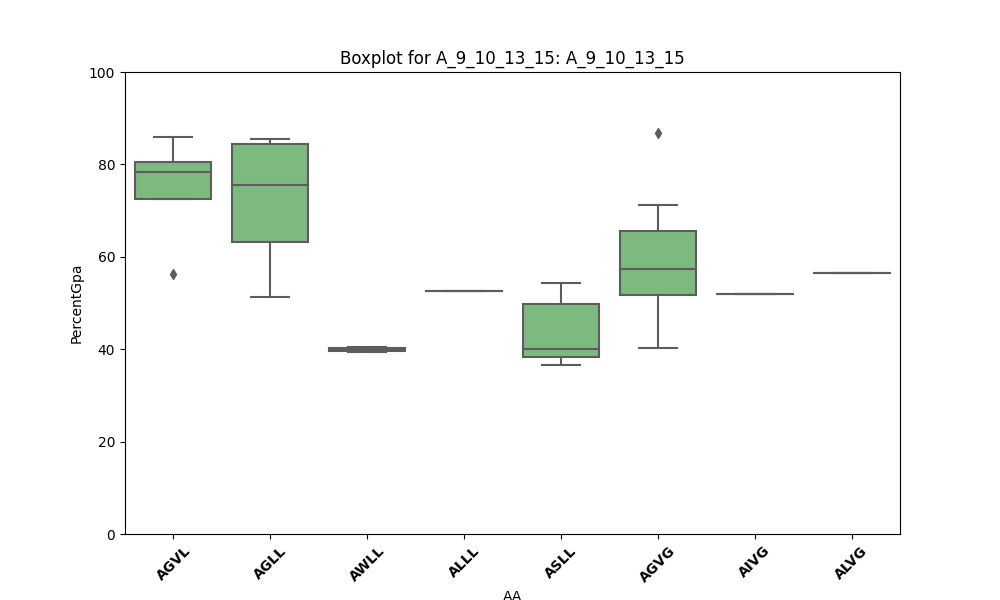 Boxplot for A_9_10_13_15: A_9_10_13_15
100
80
60
40
20
0
PercentGpa
AGVL
AGLL
AWLL
ALLL
ASLL
AGVG
AIVG
ALVG
AA